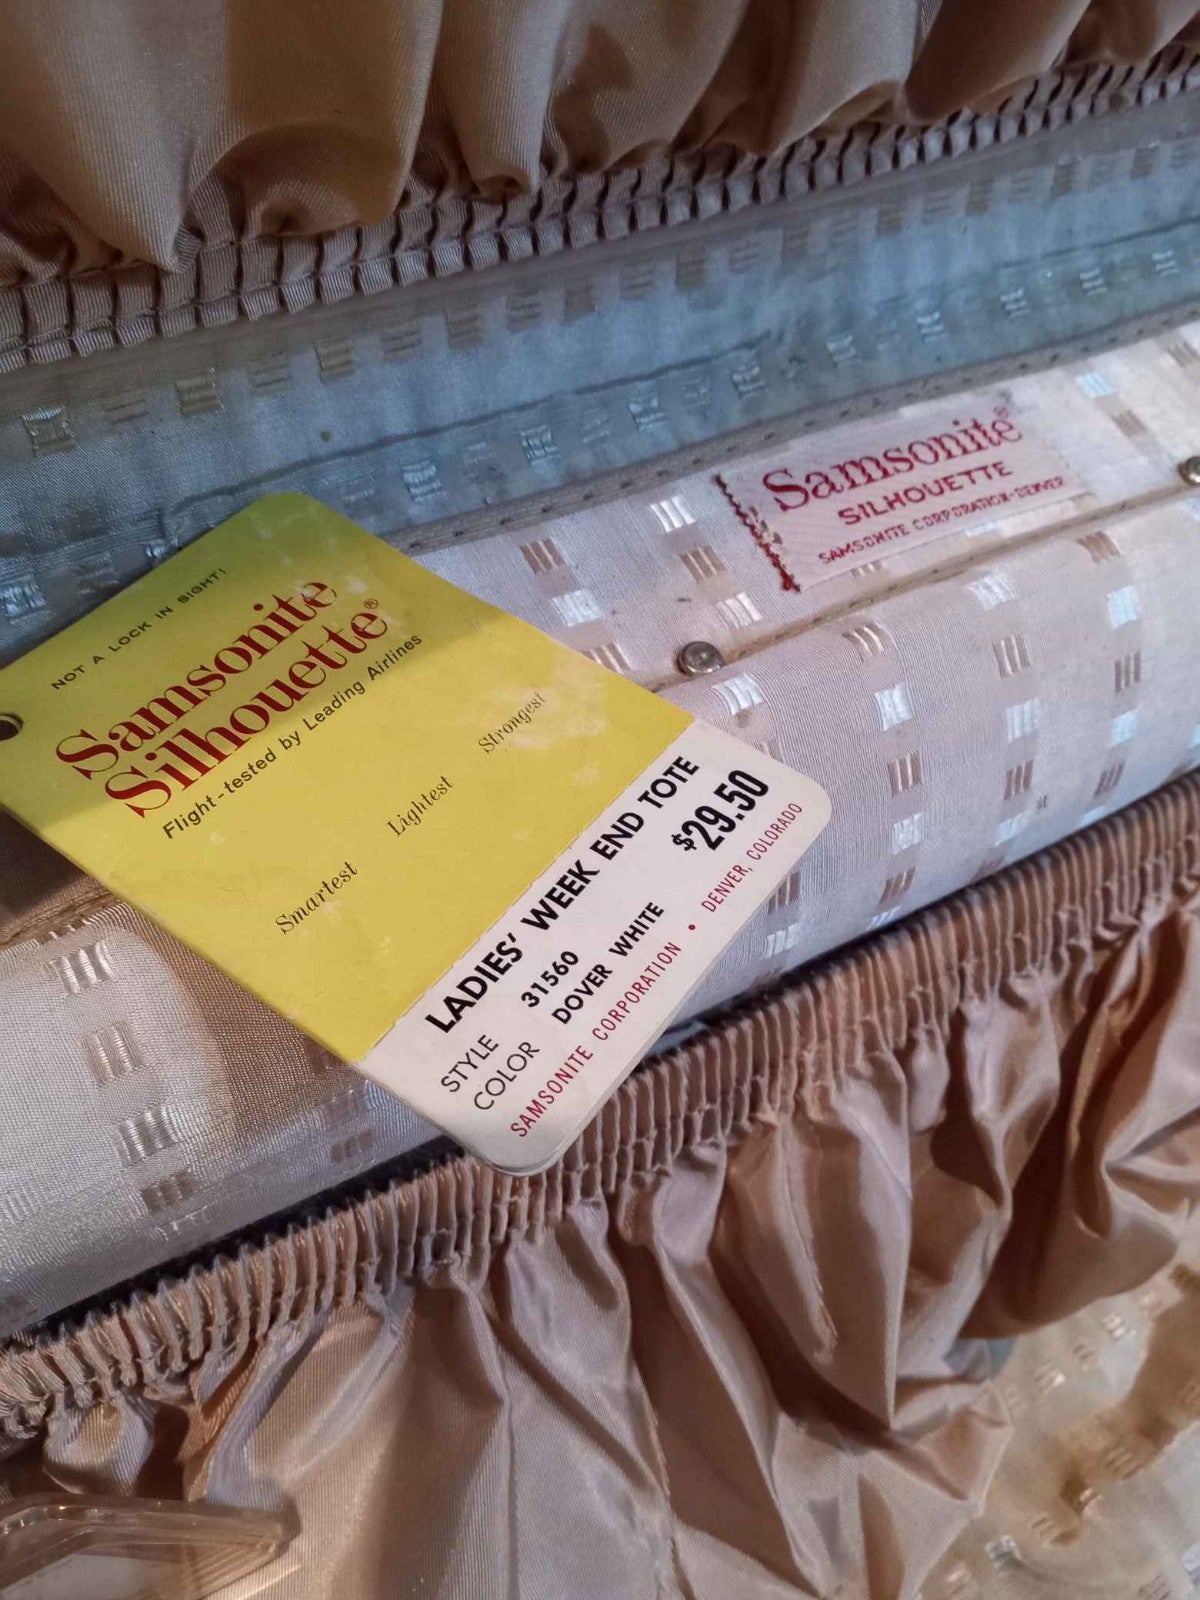 Samsonite®
SILHOUETTE
SAMSONITE CORPORATION-DENVER
NOT A LOCK IN SIGHT!
Samsonite
Silhouette®
Flight-tested by Leading Airlines
Smartest Lightest Strongest
LADIES' WEEK END TOTE
$29.50
STYLE 31560
COLOR DOVER WHITE
SAMSONITE CORPORATION • DENVER, COLORADO